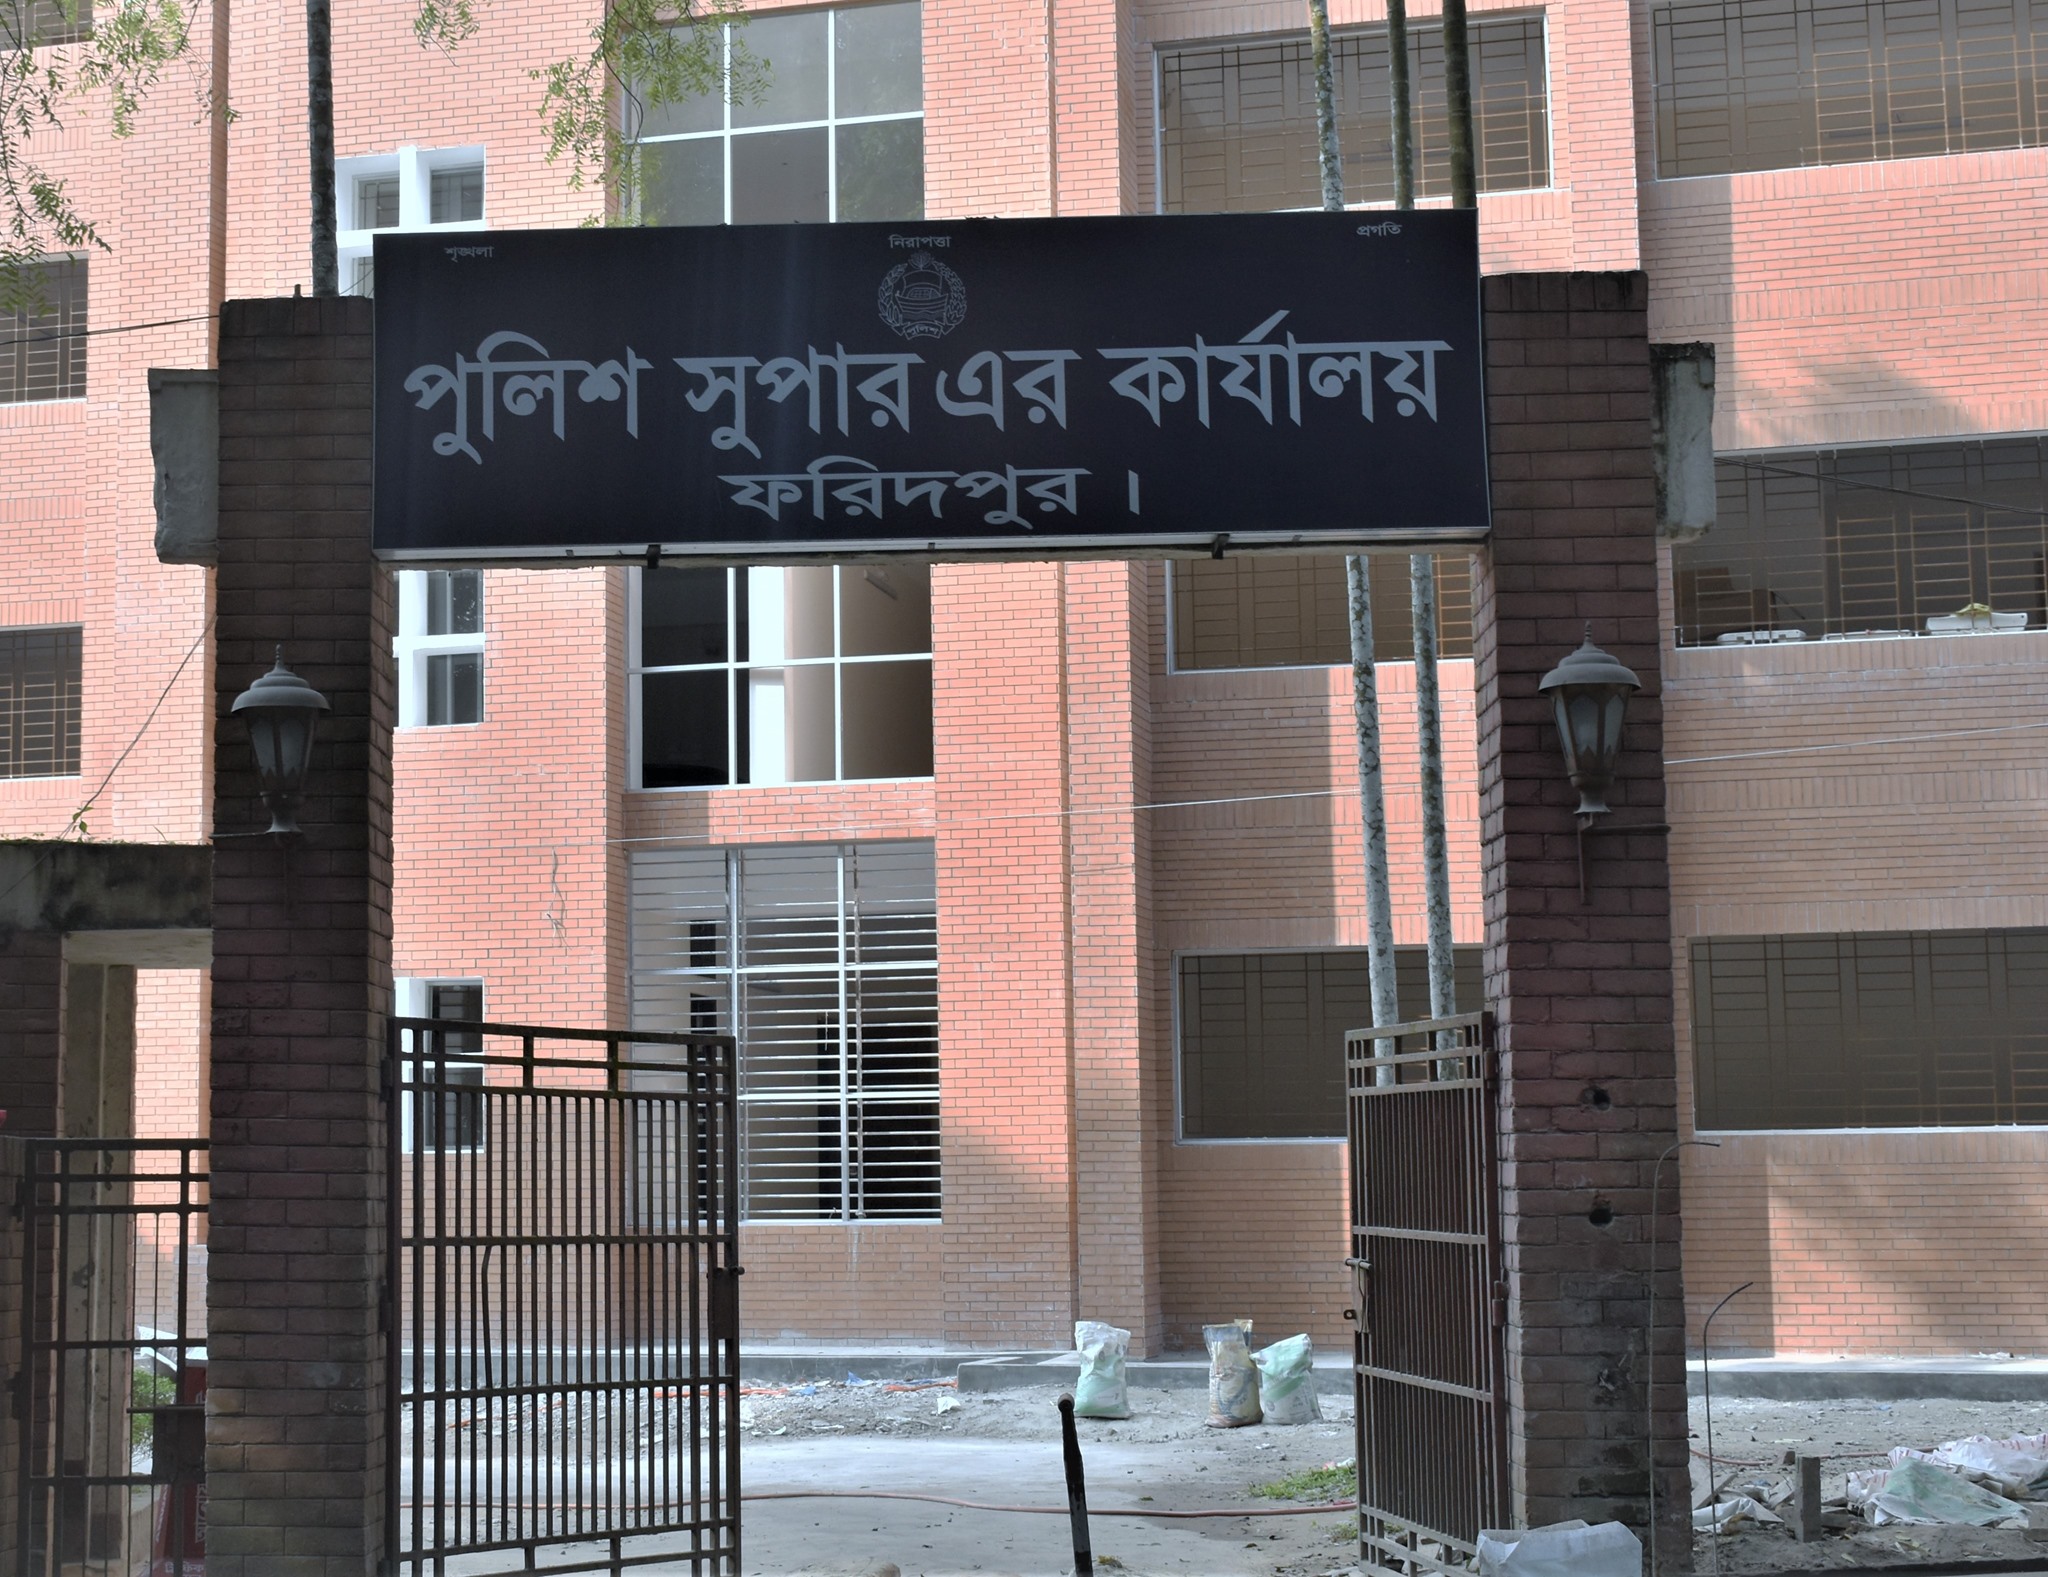 শৃঙ্খলা নিরাপত্তা প্রগতি
পুলিশ
পুলিশ সুপার এর কার্যালয়
ফরিদপুর ।